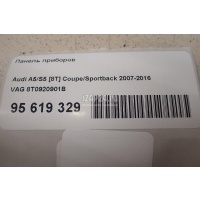 Панель приборов
Audi A5/S5 [8T] Coupe/Sportback 2007-2016
VAG 8T0920901B
95 619 329